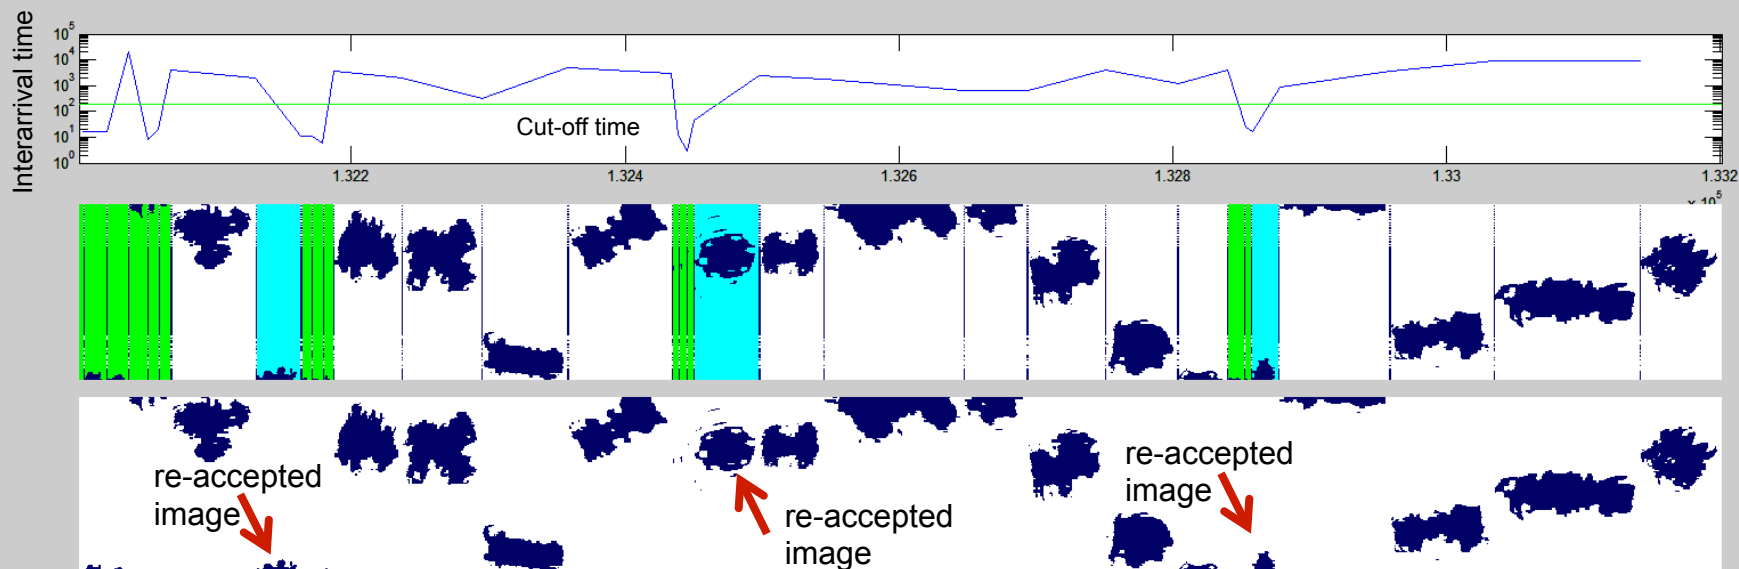 Interarrival time
10^5
10^4
10^3
10^2
10^1
10^0
Cut-off time
1.322
1.324
1.326
1.328
1.33
1.332
x 10^5
re-accepted
image
re-accepted
image
re-accepted
image